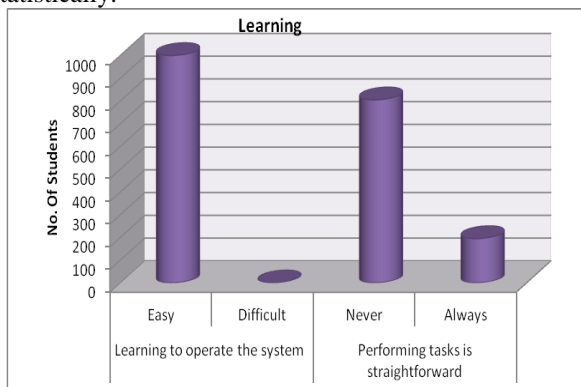 tatistically.
Learning
No. Of Students
1000
900
800
700
600
500
400
300
200
100
0
Easy Difficult Never Always
Learning to operate the system Performing tasks is
straightforward